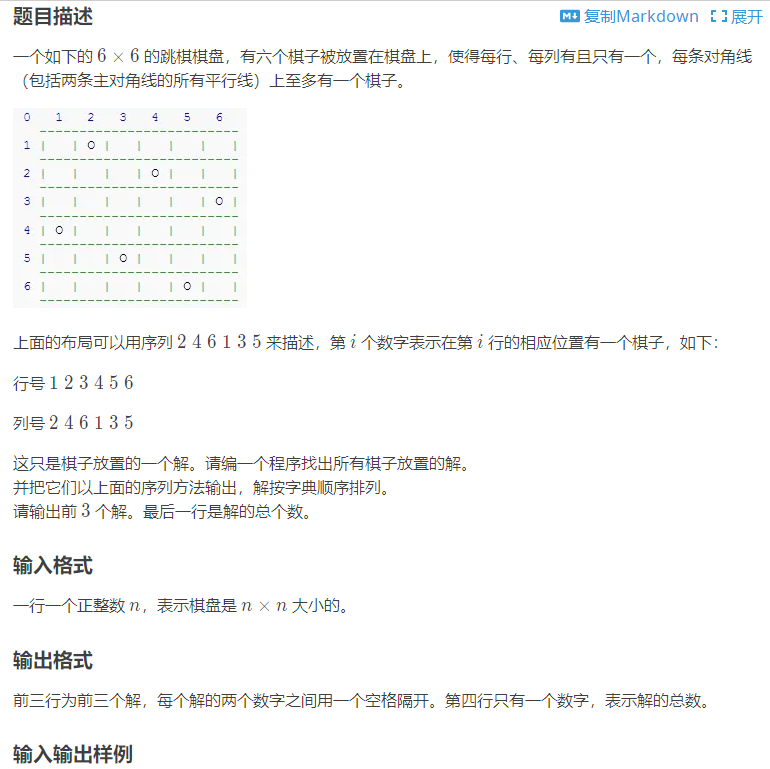 题目描述
复制Markdown 展开
一个如下的 6 × 6 的跳棋棋盘，有六个棋子被放置在棋盘上，使得每行、每列有且只有一个，每条对角线
（包括两条主对角线的所有平行线）上至多有一个棋子。
0 1 2 3 4 5 6
-------------------------
1 | | O | | | | |
-------------------------
2 | | | | O | | |
-------------------------
3 | | | | | | O |
-------------------------
4 | O | | | | | |
-------------------------
5 | | | O | | | |
-------------------------
6 | | | | | O | |
-------------------------
上面的布局可以用序列 2 4 6 1 3 5 来描述，第 i 个数字表示在第 i 行的相应位置有一个棋子，如下：
行号 1 2 3 4 5 6
列号 2 4 6 1 3 5
这只是棋子放置的一个解。请编一个程序找出所有棋子放置的解。
并把它们以上面的序列方法输出，解按字典顺序排列。
请输出前 3 个解。最后一行是解的总个数。
输入格式
一行一个正整数 n，表示棋盘是 n × n 大小的。
输出格式
前三行为前三个解，每个解的两个数字之间用一个空格隔开。第四行只有一个数字，表示解的总数。
输入输出样例